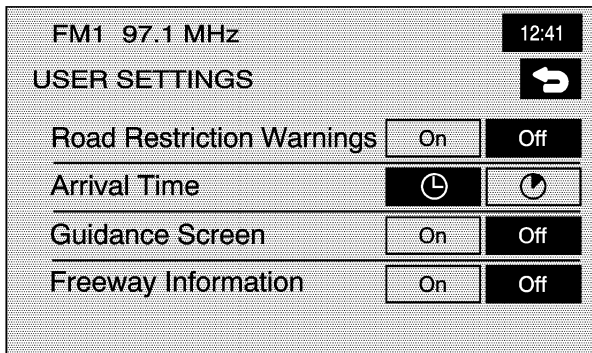 FM1 97.1 MHz 12:41
USER SETTINGS
Road Restriction Warnings On Off
Arrival Time
Guidance Screen On Off
Freeway Information On Off